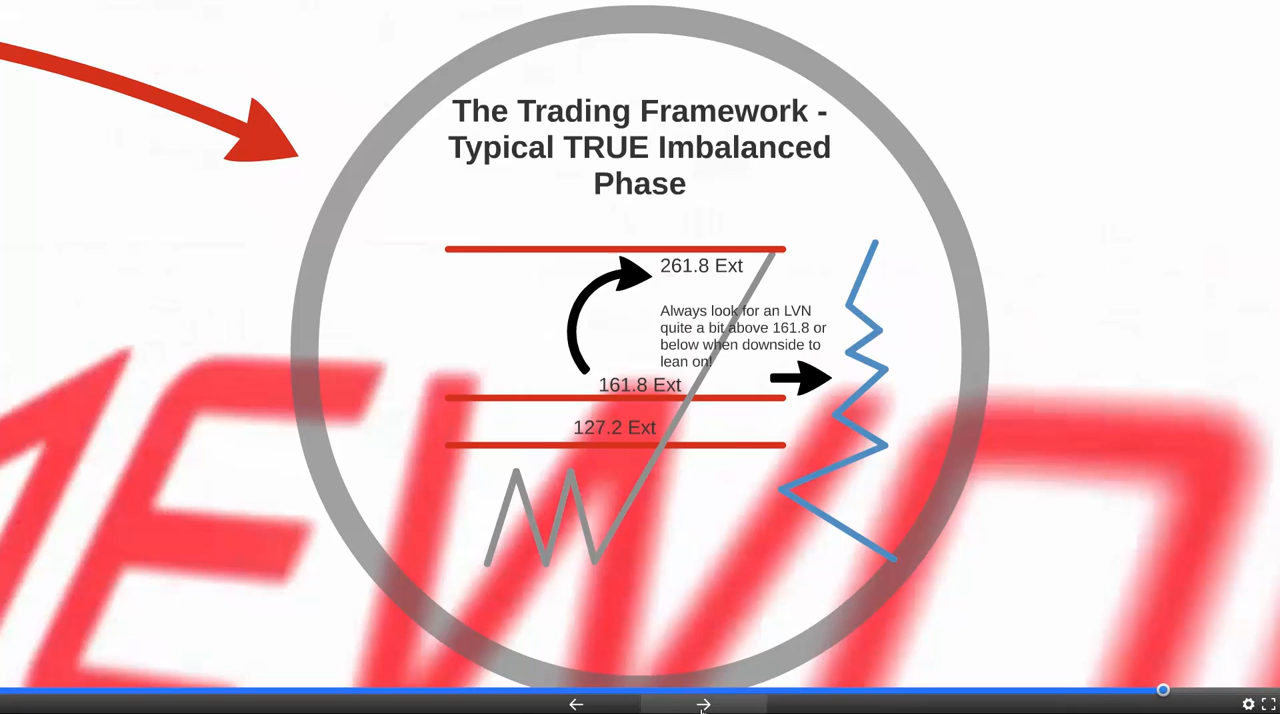 The Trading Framework -
Typical TRUE Imbalanced
Phase
261.8 Ext
Always look for an LVN
quite a bit above 161.8 or
below when downside to
lean on!
161.8 Ext
127.2 Ext